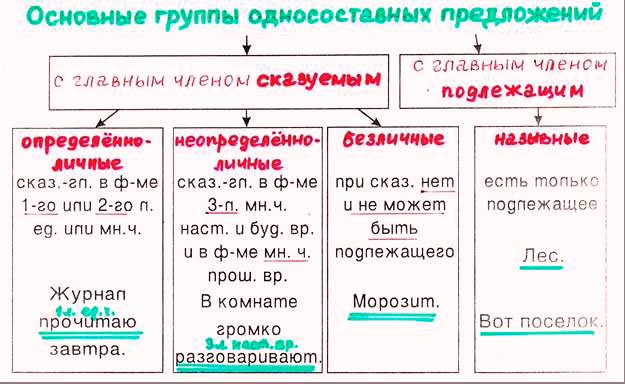 Основные группы односоставных предложений
с главным членом сказуемым
с главным членом
подлежащим
определённо-
личные
сказ.-гл. в ф-ме
1-го или 2-го л.
ед. или мн.ч.
Журнал
1л. ед.ч.
прочитаю
завтра.
неопределённо-
личные
сказ.-гл. в ф-ме
3-л. мн.ч.
наст. и буд. вр.
и в ф-ме мн. ч.
прош. вр.
В комнате
громко
3л наст.вр.
разговаривают.
безличные
при сказ. нет
и не может
быть
подлежащего
Морозит.
назывные
есть только
подлежащее
Лес.
Вот поселок.